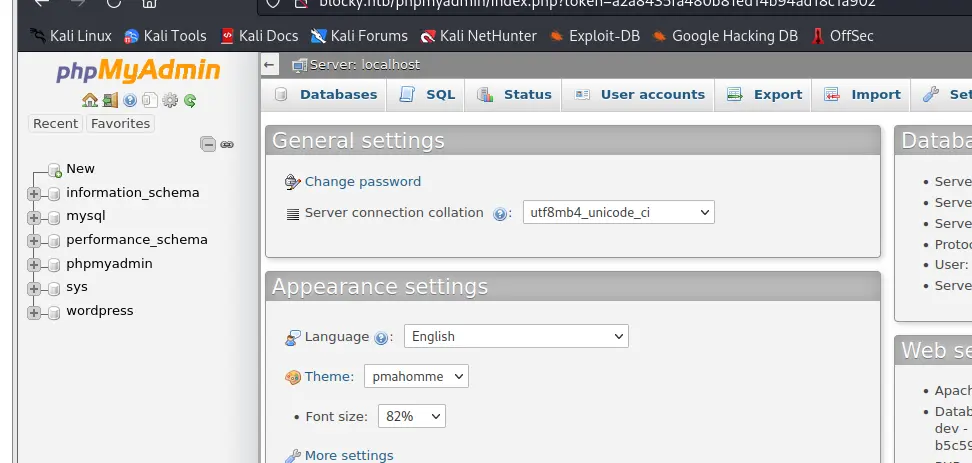 blocky.htb/phpmyadmin/index.php?token=a2a8435fa480b81ed14b94ad18c1a902
Kali Linux Kali Tools Kali Docs Kali Forums Kali NetHunter Exploit-DB Google Hacking DB OffSec
phpMyAdmin
Recent Favorites
New
information_schema
mysql
performance_schema
phpmyadmin
sys
wordpress
Server: localhost
Databases SQL Status User accounts Export Import Set
General settings
Change password
Server connection collation : utf8mb4_unicode_ci
Appearance settings
Language : English
Theme: pmahomme
• Font size: 82%
More settings
Databa
• Serve
• Serve
• Serve
• Proto
• User:
• Serve
Web se
• Apach
• Datab
dev -
b5c59